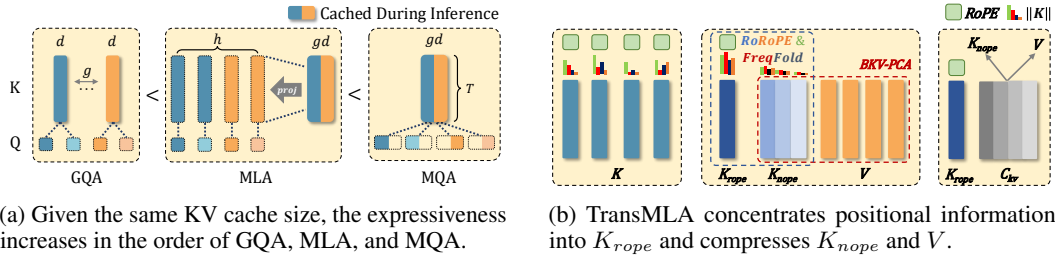 Cached During Inference
d d h gd gd
g
...
K < proj < T
Q
GQA MLA MQA
(a) Given the same KV cache size, the expressiveness
increases in the order of GQA, MLA, and MQA.
RoPE ||K||
RoRoPE &
FreqFold
BKV-PCA
K_nope V
K K_rope K_nope V K_rope C_kv
(b) TransMLA concentrates positional information
into K_rope and compresses K_nope and V.